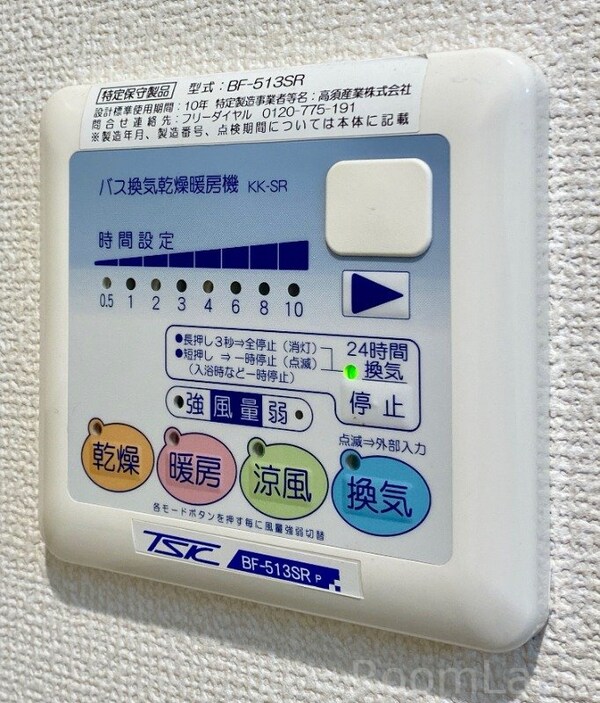 特定保守製品 型式:BF-513SR
設計標準使用期間:10年 特定製造事業者等名:高須産業株式会社
問合せ連絡先:フリーダイヤル 0120-775-191
※製造年月、製造番号、点検期間については本体に記載
バス換気乾燥暖房機 KK-SR
時間設定
0.5 1 2 3 4 6 8 10
●長押し3秒⇒全停止(消灯)
●短押し ⇒一時停止(点滅)
(入浴時など一時停止)
24時間
換気
停止
強 風量 弱
点滅⇒外部入力
乾燥 暖房 涼風 換気
各モードボタンを押す毎に風量強弱切替
TSK BF-513SR P